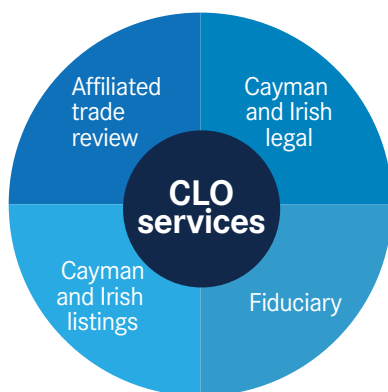 Affiliated
trade
review
Cayman
and Irish
legal
CLO
services
Cayman
and Irish
listings
Fiduciary